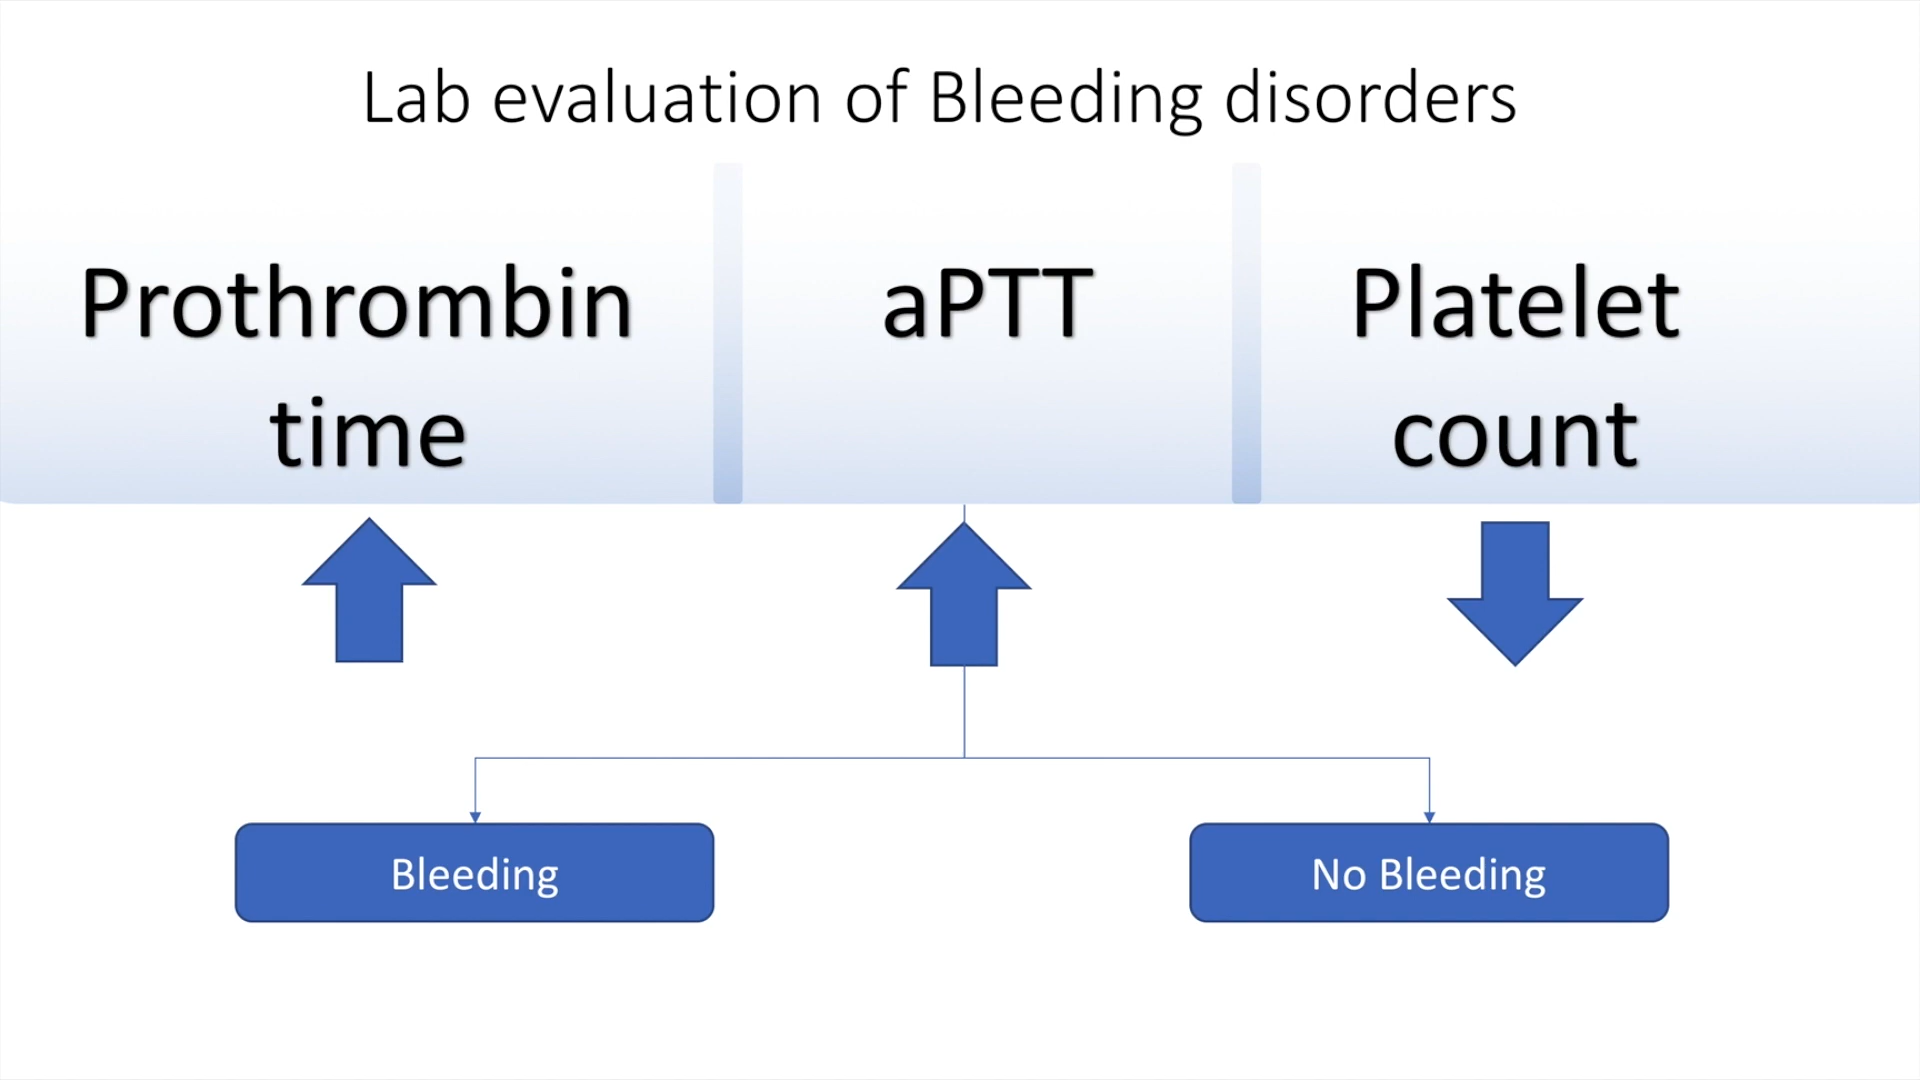 Lab evaluation of Bleeding disorders
Prothrombin
time
aPTT
Platelet
count
Bleeding
No Bleeding